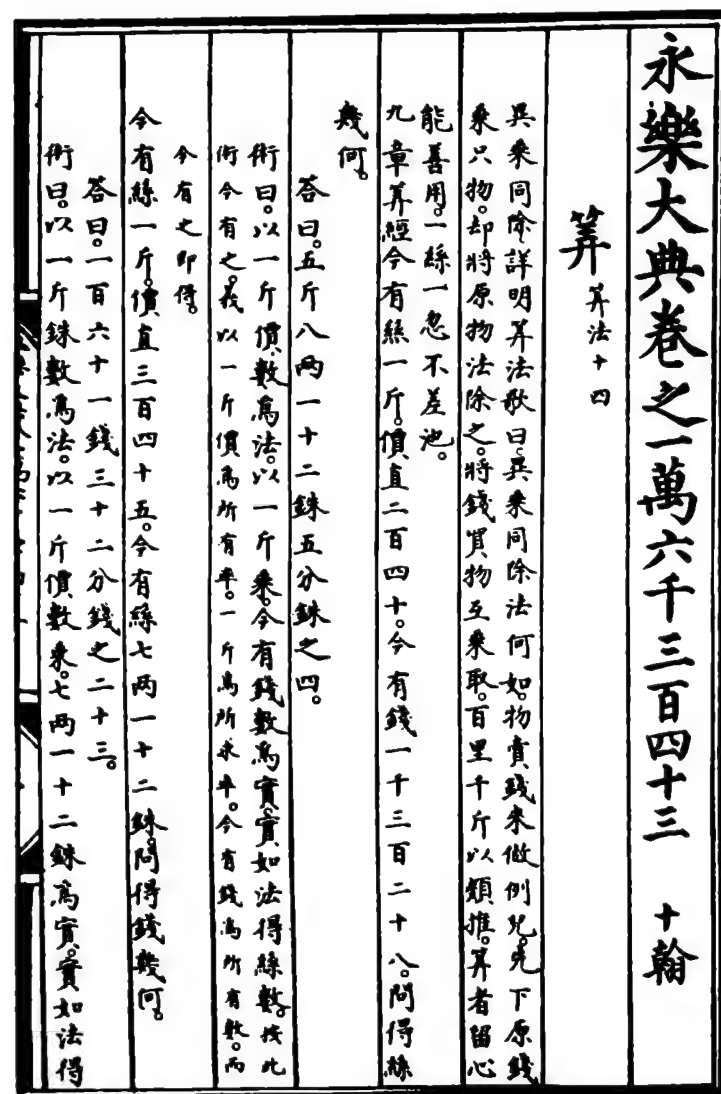 永樂大典卷之一萬六千三百四十三 十翰
筭 筭法十四
異乘同除詳明筭法歌曰。異乘同除法何如。物賣錢來做例兒。先下原錢
乘只物。却將原物法除之。將錢買物互乘取。百里千斤以類推。筭者留心
能善用。一絲一忽不差池。
九章筭經今有絲一斤。價直二百四十。今有錢一千三百二十八。問得絲
幾何。
答曰。五斤八兩一十二銖五分銖之四。
術曰。以一斤價數爲法。以一斤乘今有錢數爲實。實如法得絲數。按此
術今有之義以一斤價爲所有率。一斤爲所求率。今有錢爲所有數。而
今有之即得。
今有絲一斤。價直三百四十五。今有絲七兩一十二銖。問得錢幾何。
答曰。一百六十一錢三十二分錢之二十三。
術曰。以一斤銖數爲法。以一斤價數乘。七兩一十二銖爲實。實如法得